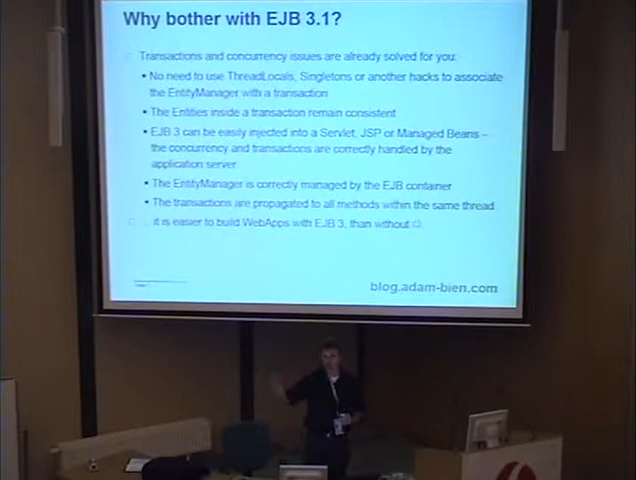 Why bother with EJB 3.1?
Transactions and concurrency issues are already solved for you:
▪ No need to use ThreadLocals, Singletons or another hacks to associate
the EntityManager with a transaction
▪ The Entities inside a transaction remain consistent
▪ EJB 3 can be easily injected into a Servlet, JSP or Managed Beans –
the concurrency and transactions are correctly handled by the
application server
▪ The EntityManager is correctly managed by the EJB container
▪ The transactions are propagated to all methods within the same thread.
...it is easier to build WebApps with EJB 3, than without ☺.
blog.adam-bien.com